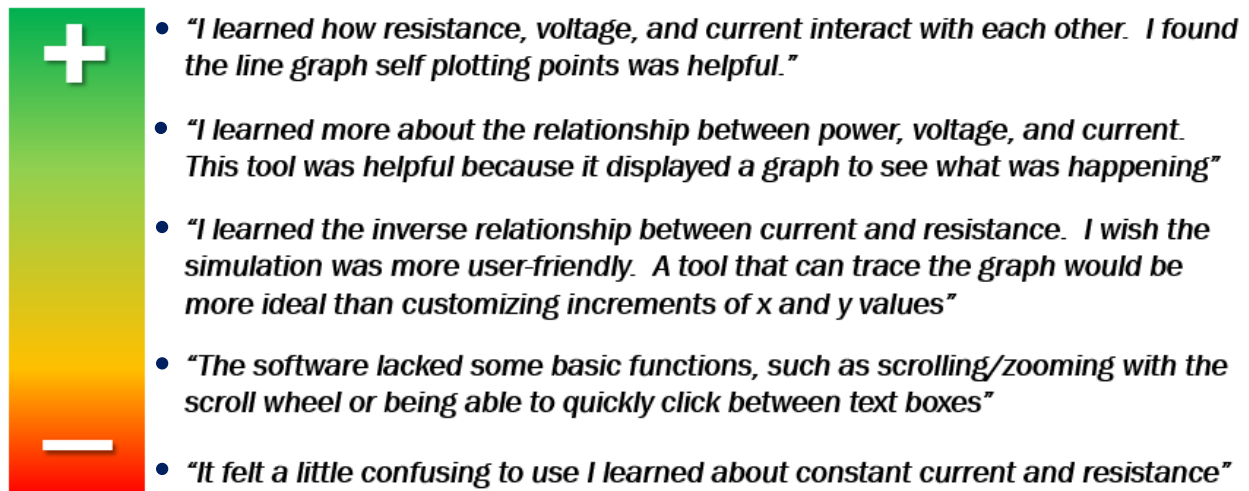 +
• “I learned how resistance, voltage, and current interact with each other.  I found
the line graph self plotting points was helpful.”
• “I learned more about the relationship between power, voltage, and current.
This tool was helpful because it displayed a graph to see what was happening”
• “I learned the inverse relationship between current and resistance.  I wish the
simulation was more user-friendly.  A tool that can trace the graph would be
more ideal than customizing increments of x and y values”
• “The software lacked some basic functions, such as scrolling/zooming with the
scroll wheel or being able to quickly click between text boxes”
–
• “It felt a little confusing to use I learned about constant current and resistance”